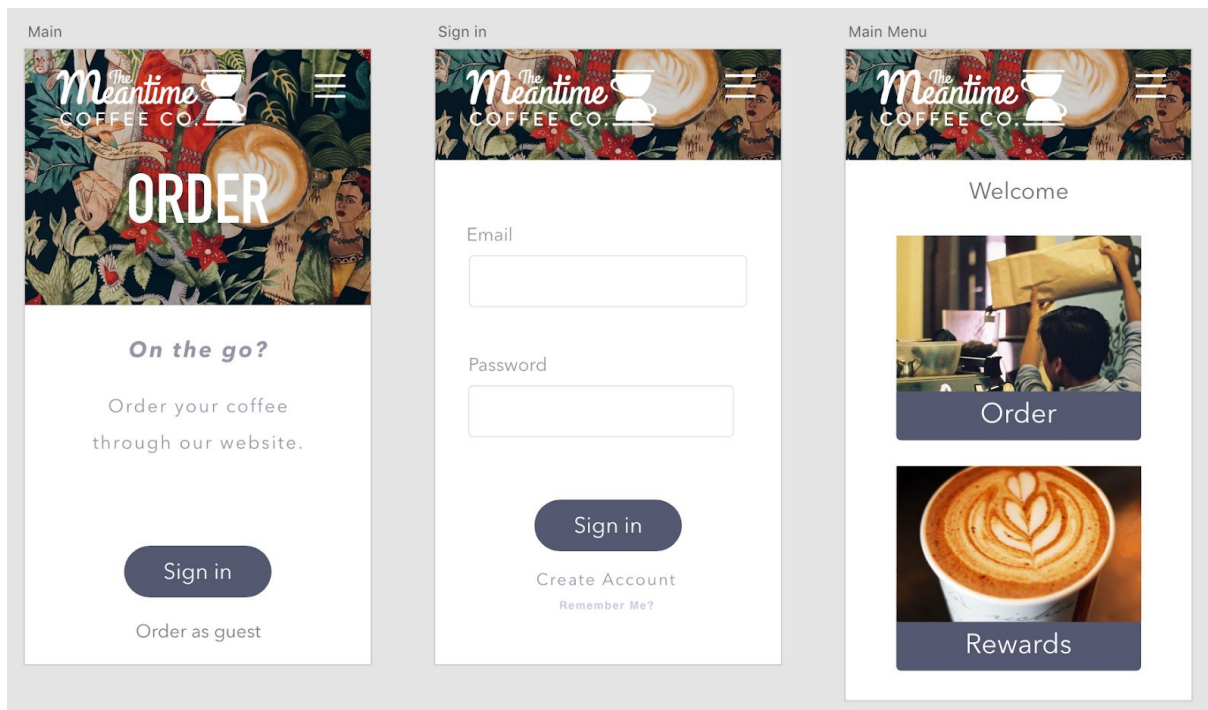 Main
The
Meantime
COFFEE CO.
ORDER
On the go?
Order your coffee
through our website.
Sign in
Order as guest
Sign in
The
Meantime
COFFEE CO.
Email
Password
Sign in
Create Account
Remember Me?
Main Menu
The
Meantime
COFFEE CO.
Welcome
Order
Rewards